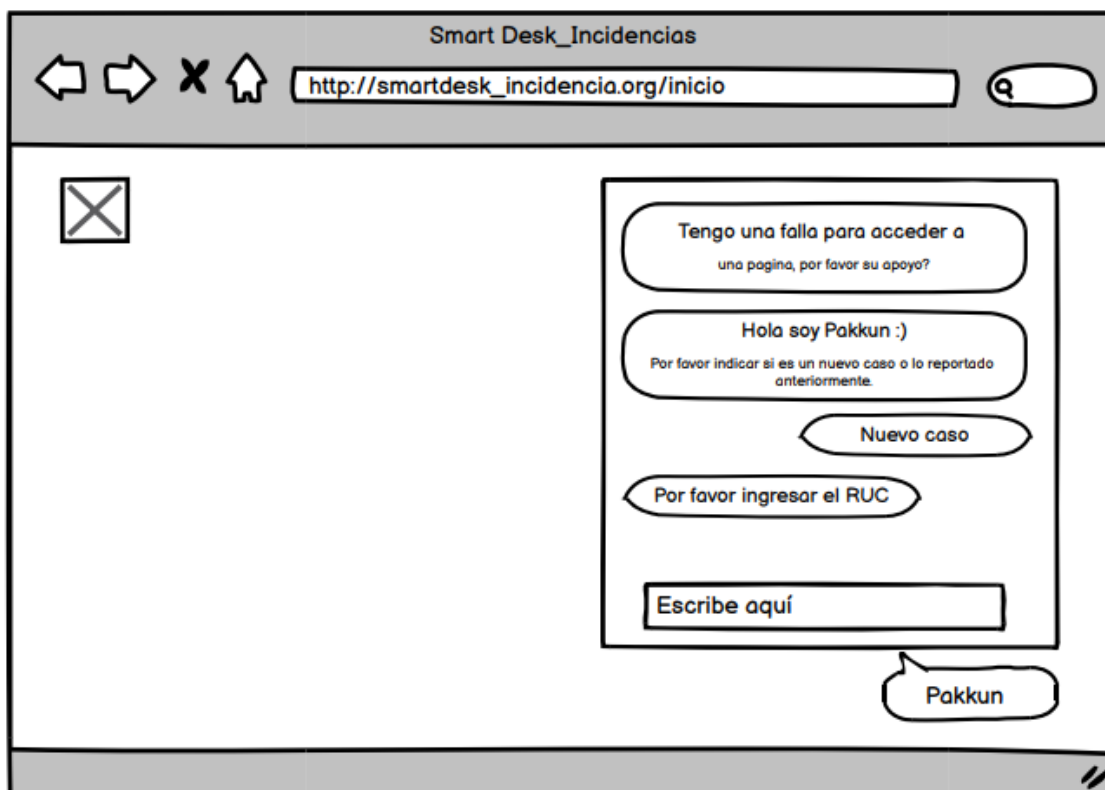 Smart Desk_Incidencias
http://smartdesk_incidencia.org/inicio
Tengo una falla para acceder a
una pagina, por favor su apoyo?
Hola soy Pakkun :)
Por favor indicar si es un nuevo caso o lo reportado
anteriormente.
Nuevo caso
Por favor ingresar el RUC
Escribe aquí
Pakkun